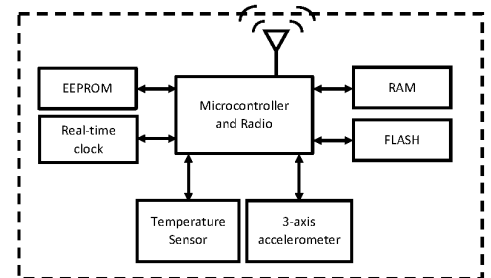 EEPROM
Microcontroller
and Radio
RAM
Real-time
clock
FLASH
Temperature
Sensor
3-axis
accelerometer